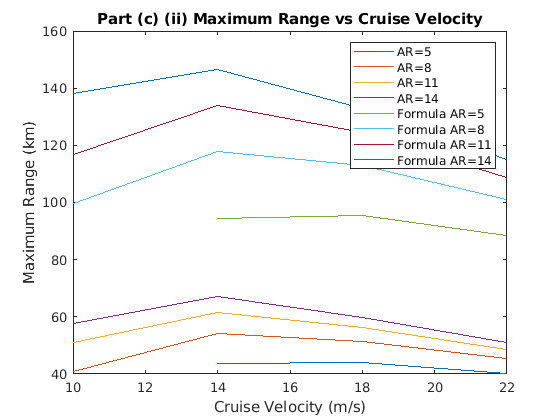 Part (c) (ii) Maximum Range vs Cruise Velocity
160
140
120
100
80
60
40
Maximum Range (km)
AR=5
AR=8
AR=11
AR=14
Formula AR=5
Formula AR=8
Formula AR=11
Formula AR=14
10
12
14
16
18
20
22
Cruise Velocity (m/s)